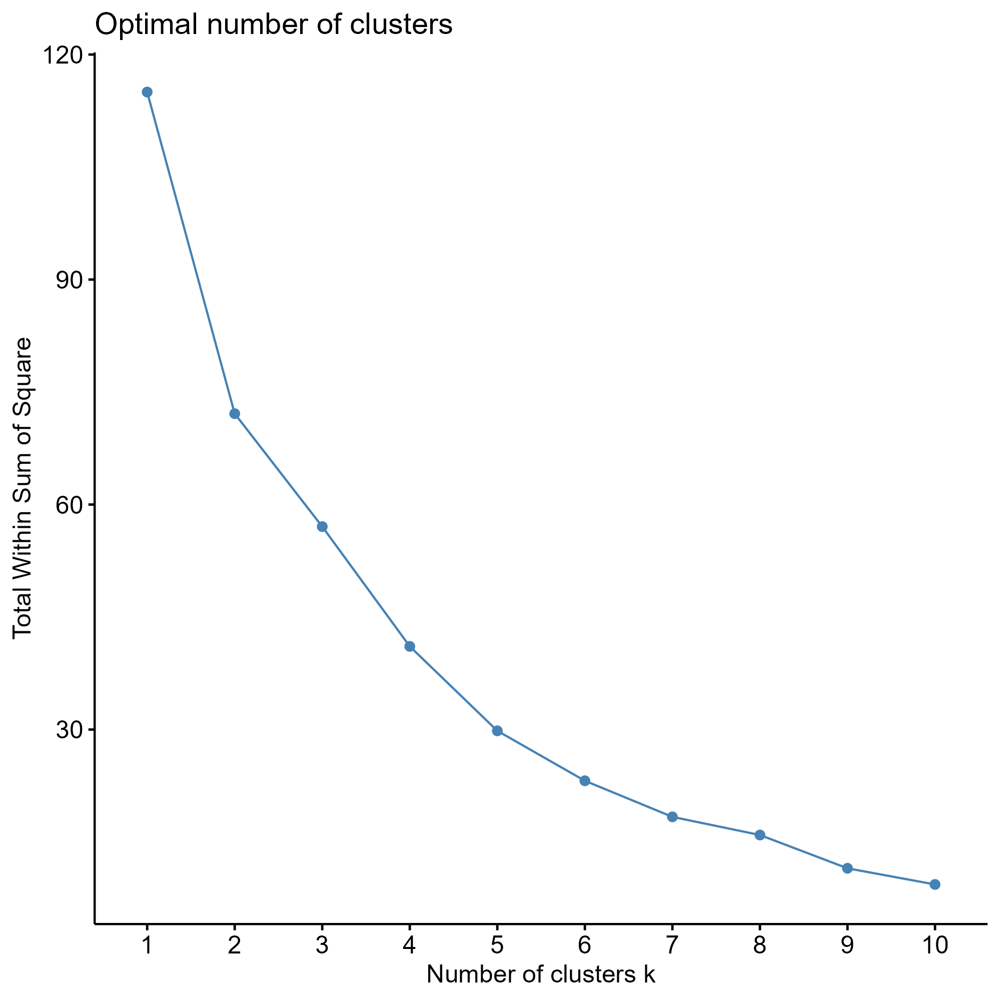 Optimal number of clusters
120
90
60
30
Total Within Sum of Square
1 2 3 4 5 6 7 8 9 10
Number of clusters k